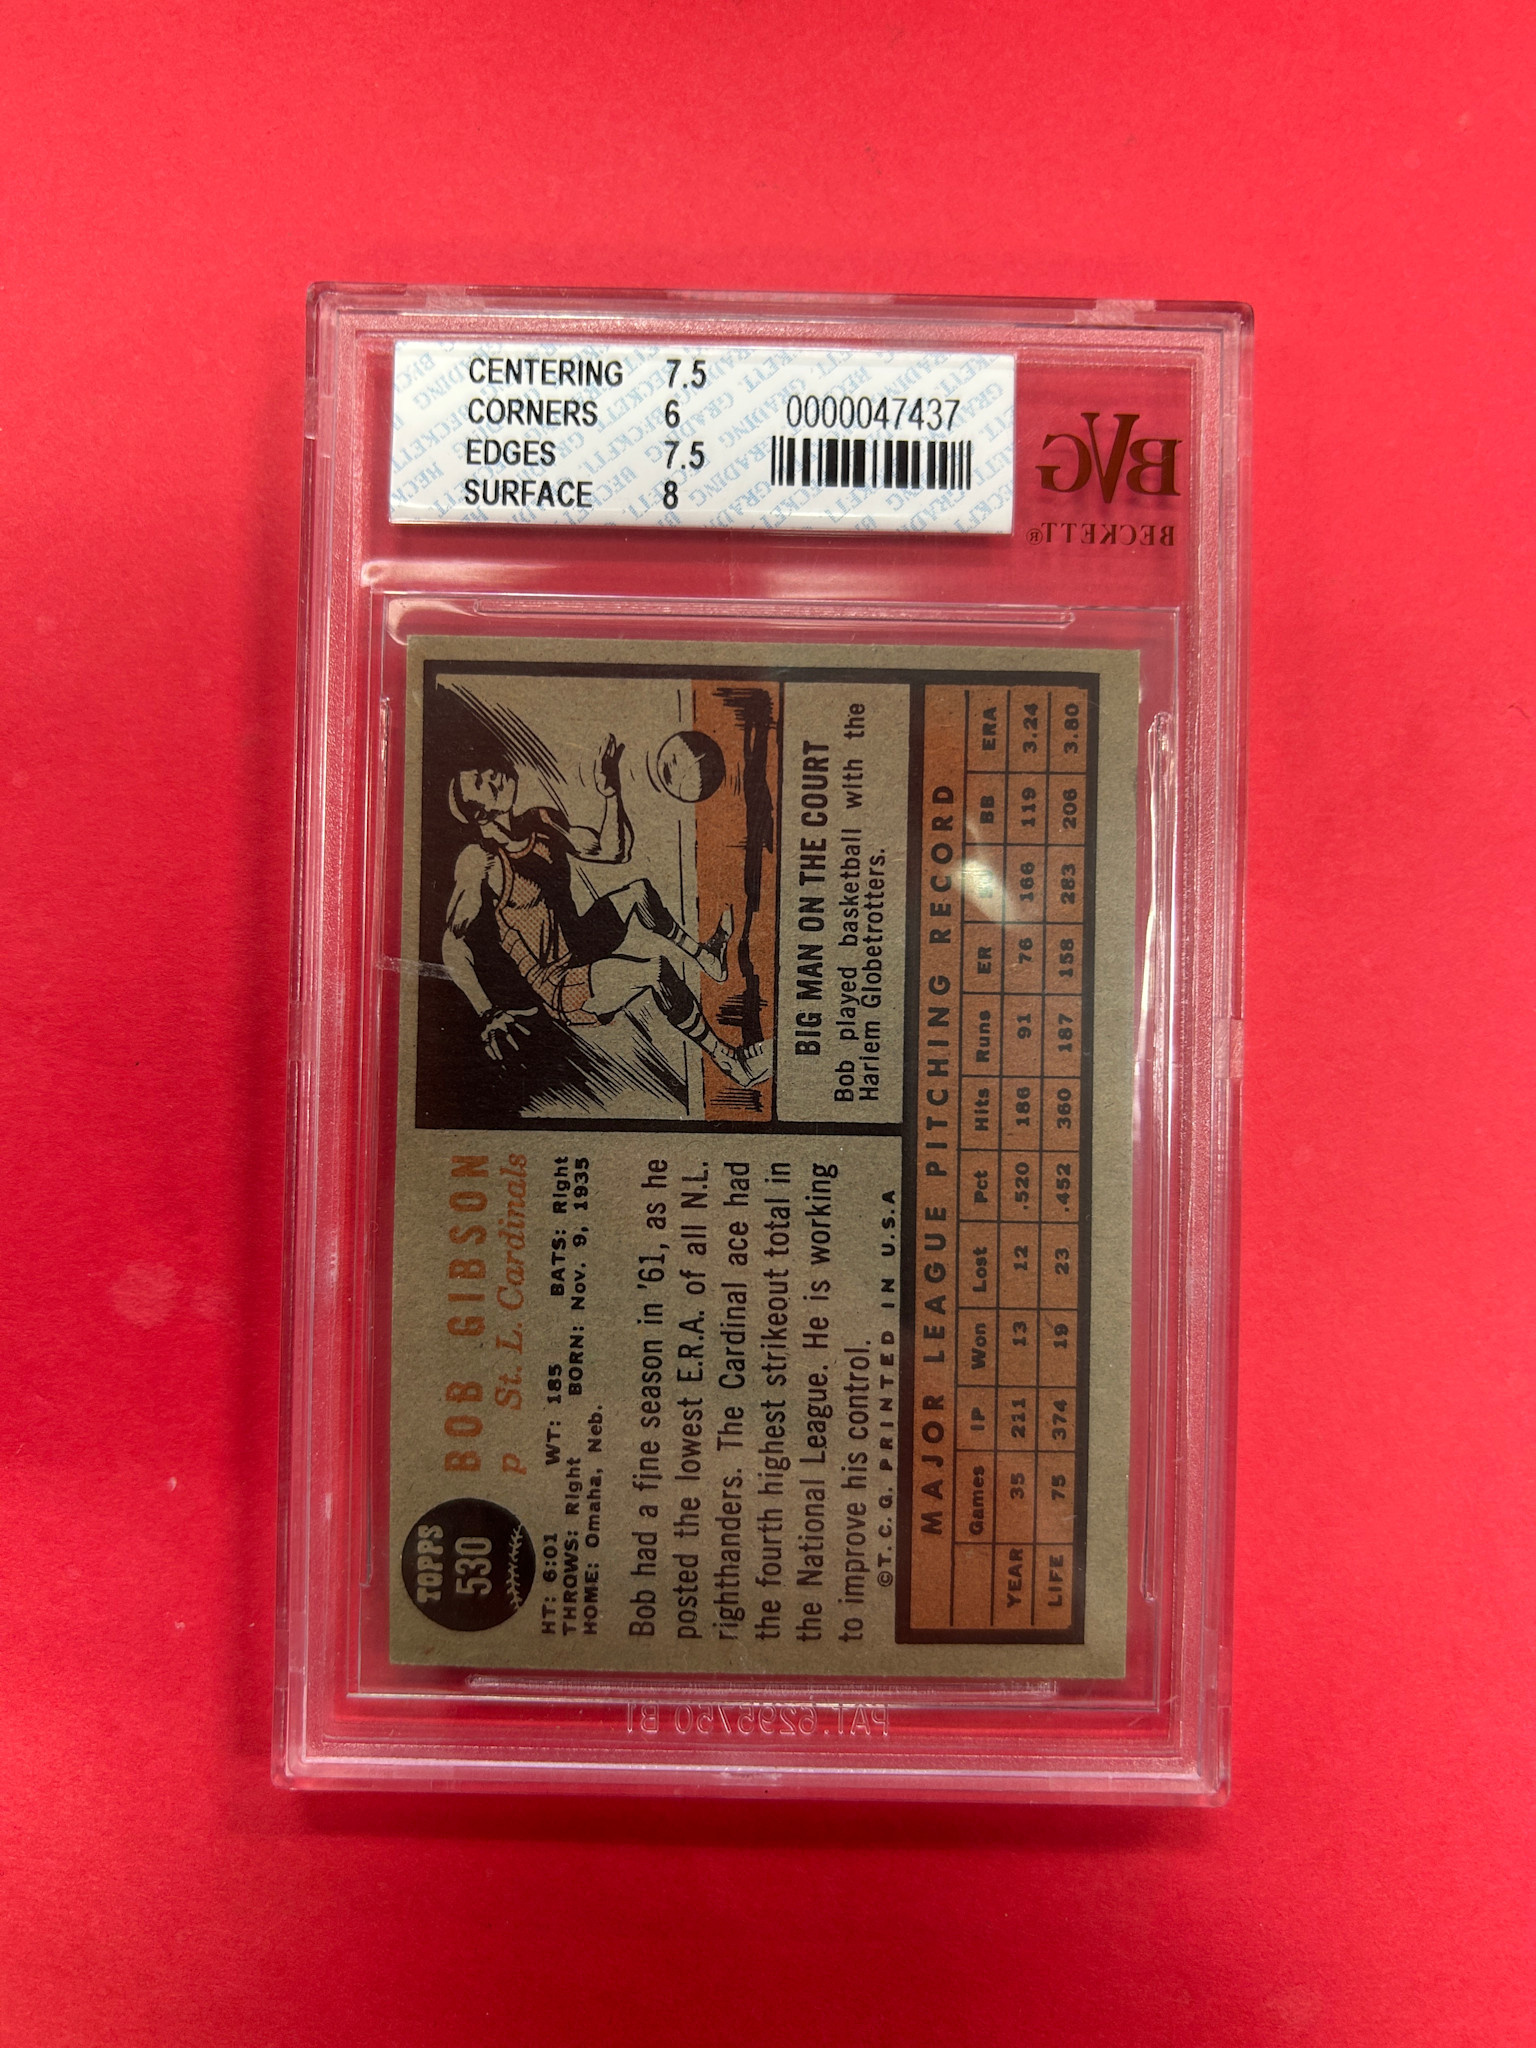 CENTERING 7.5
CORNERS 6
EDGES 7.5
SURFACE 8
0000047437
BVG
BECKETT®
TOPPS
530
BOB GIBSON
P St. L. Cardinals
HT: 6:01 WT: 185 BATS: Right
THROWS: Right BORN: Nov. 9, 1935
HOME: Omaha, Neb.
Bob had a fine season in '61, as he
posted the lowest E.R.A. of all N.L.
righthanders. The Cardinal ace had
the fourth highest strikeout total in
the National League. He is working
to improve his control.
©T.C.G. PRINTED IN U.S.A
BIG MAN ON THE COURT
Bob played basketball with the
Harlem Globetrotters.
MAJOR LEAGUE PITCHING RECORD
Games IP Won Lost Pct Hits Runs ER BB ERA
YEAR 35 211 13 12 .520 186 91 76 166 119 3.24
LIFE 75 374 19 23 .452 360 187 158 283 206 3.80
PAT. 6295750 B1